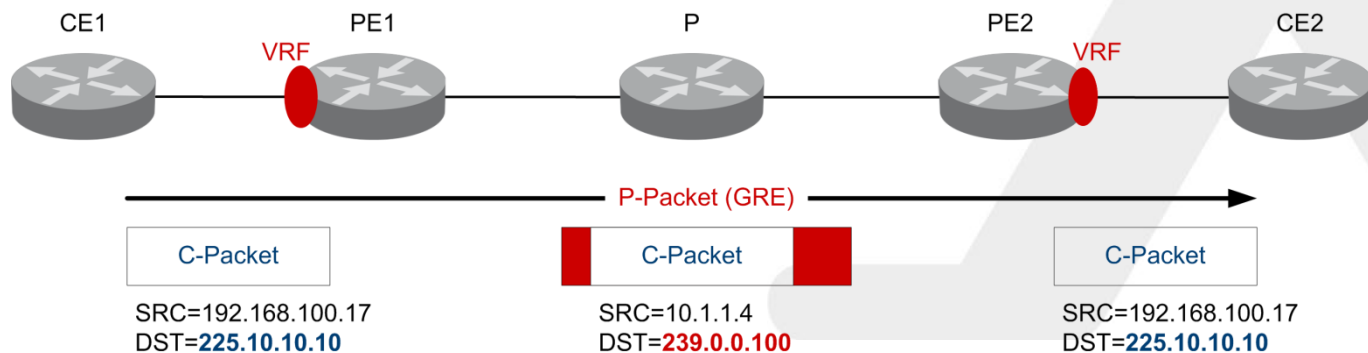 CE1 PE1 P PE2 CE2
VRF VRF
P-Packet (GRE)
C-Packet C-Packet C-Packet
SRC=192.168.100.17 SRC=10.1.1.4 SRC=192.168.100.17
DST=225.10.10.10 DST=239.0.0.100 DST=225.10.10.10